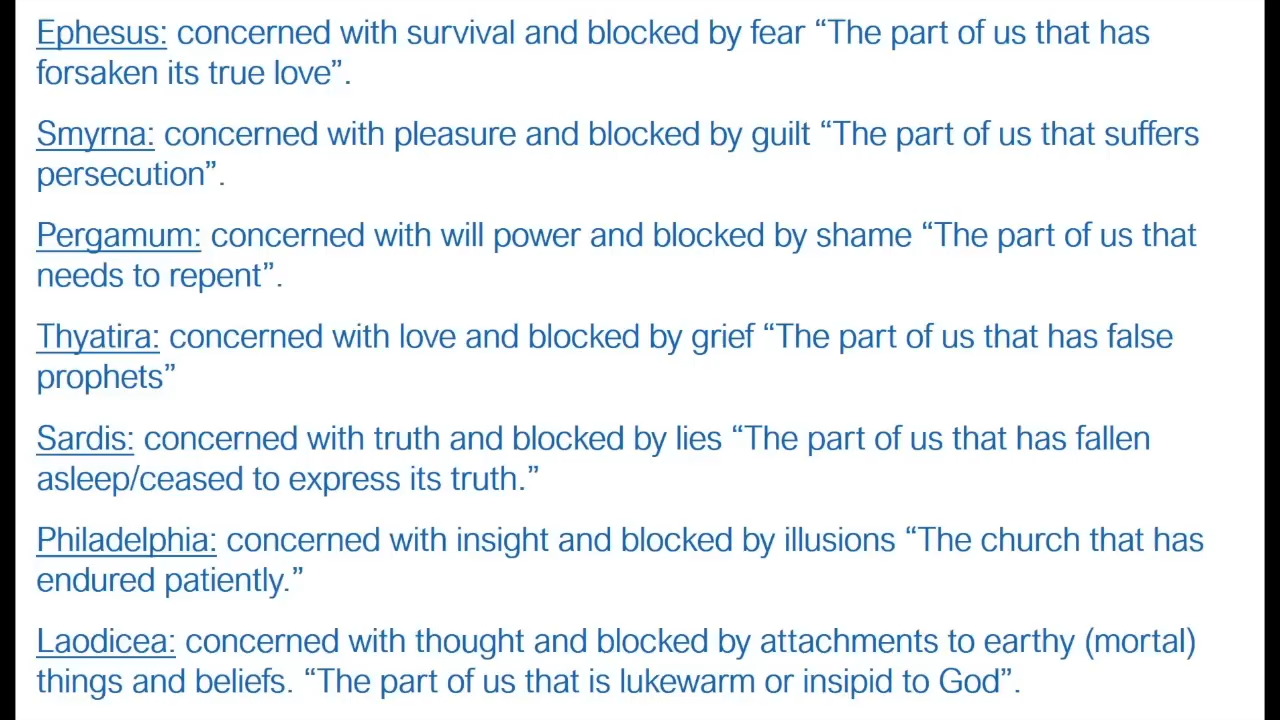 Ephesus: concerned with survival and blocked by fear “The part of us that has
forsaken its true love”.
Smyrna: concerned with pleasure and blocked by guilt “The part of us that suffers
persecution”.
Pergamum: concerned with will power and blocked by shame “The part of us that
needs to repent”.
Thyatira: concerned with love and blocked by grief “The part of us that has false
prophets”
Sardis: concerned with truth and blocked by lies “The part of us that has fallen
asleep/ceased to express its truth.”
Philadelphia: concerned with insight and blocked by illusions “The church that has
endured patiently.”
Laodicea: concerned with thought and blocked by attachments to earthy (mortal)
things and beliefs. “The part of us that is lukewarm or insipid to God”.